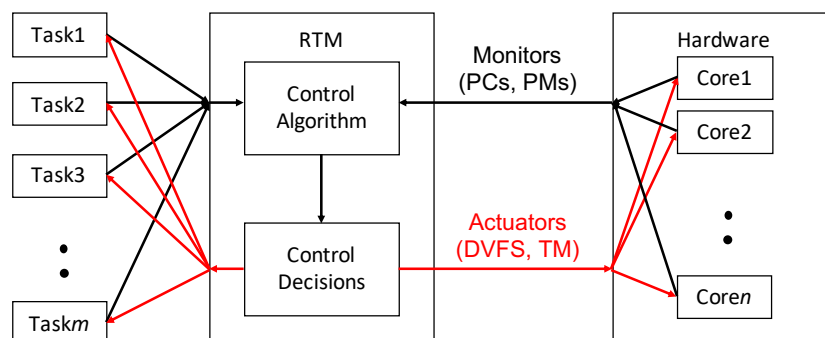 Task1
Task2
Task3
Taskm
RTM
Control
Algorithm
Control
Decisions
Monitors
(PCs, PMs)
Actuators
(DVFS, TM)
Hardware
Core1
Core2
Coren